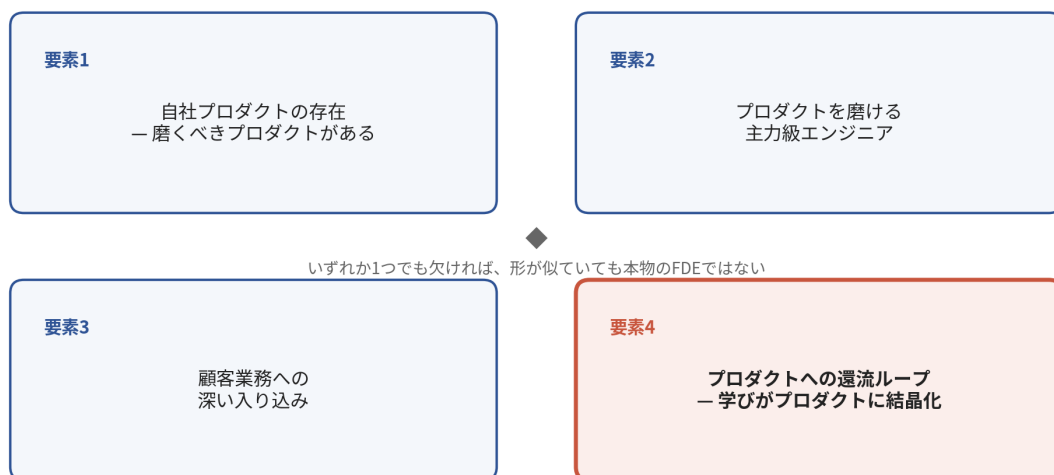 要素1
自社プロダクトの存在
— 磨くべきプロダクトがある
要素2
プロダクトを磨ける
主力級エンジニア
いずれか1つでも欠ければ、形が似ていても本物のFDEではない
要素3
顧客業務への
深い入り込み
要素4
プロダクトへの還流ループ
— 学びがプロダクトに結晶化